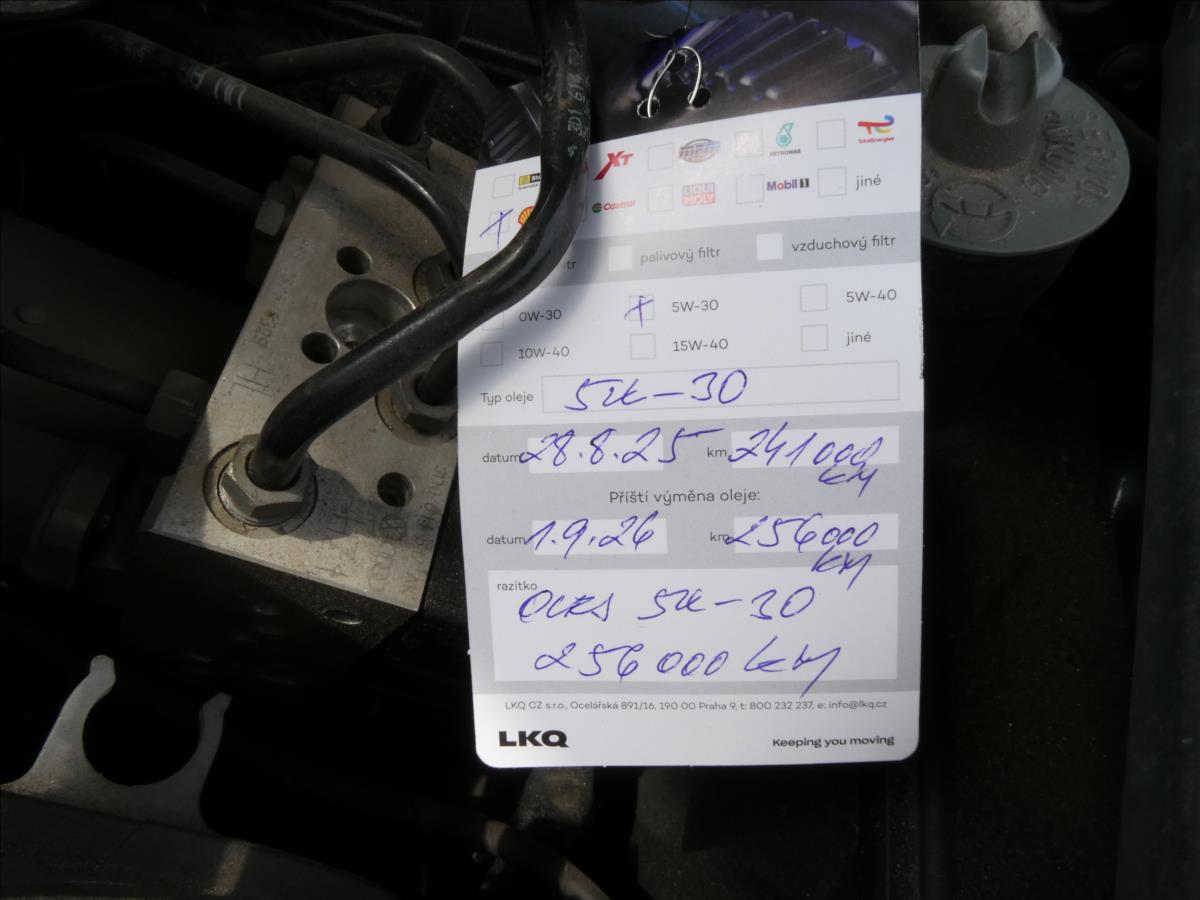 XT PETRONAS TotalEnergies
Castrol LIQUI MOLY Mobil 1 jiné
palivový filtr vzduchový filtr
0W-30 5W-30 5W-40
10W-40 15W-40 jiné
Typ oleje 5W-30
datum 28.8.25 km 241000 km
Příští výměna oleje:
datum 1.9.26 km 256000 km
razítko
5W-30
256000 km
LKQ CZ s.r.o., Ocelářská 891/16, 190 00 Praha 9, t: 800 232 237, e: info@lkq.cz
LKQ Keeping you moving